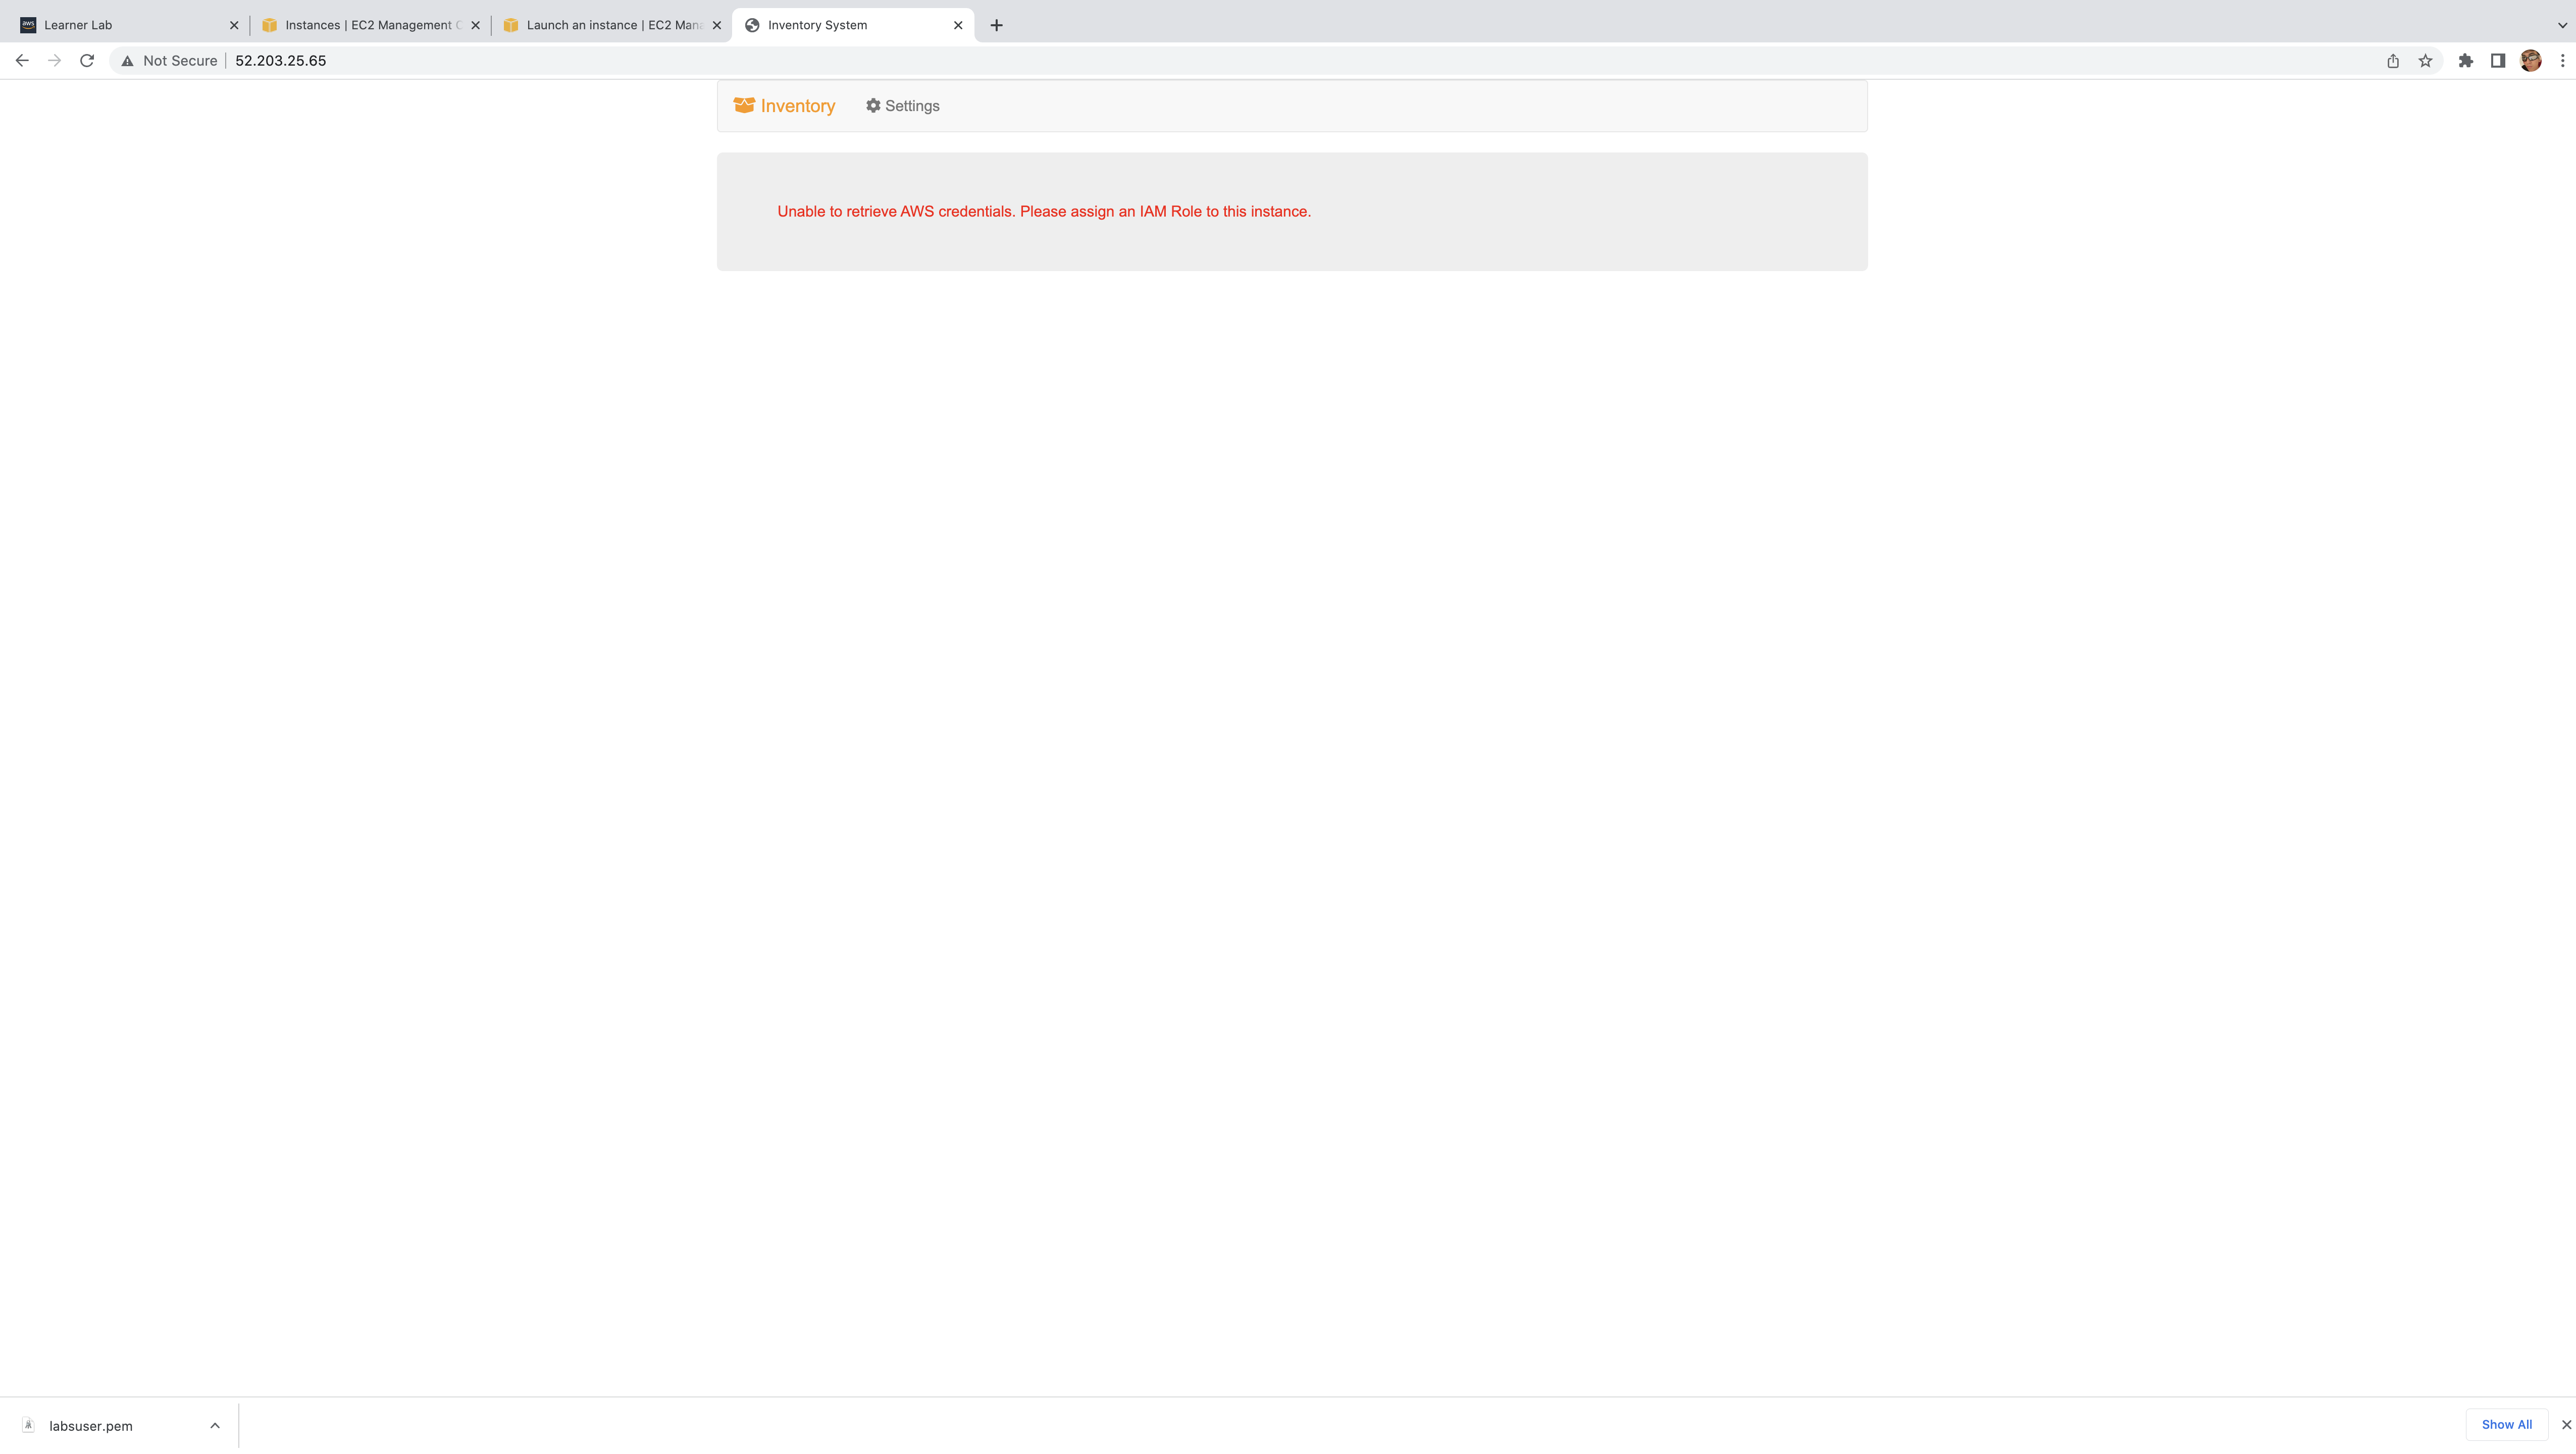 aws Learner Lab
Instances | EC2 Management C
Launch an instance | EC2 Mana
Inventory System
Not Secure 52.203.25.65
Inventory Settings
Unable to retrieve AWS credentials. Please assign an IAM Role to this instance.
labsuser.pem
Show All